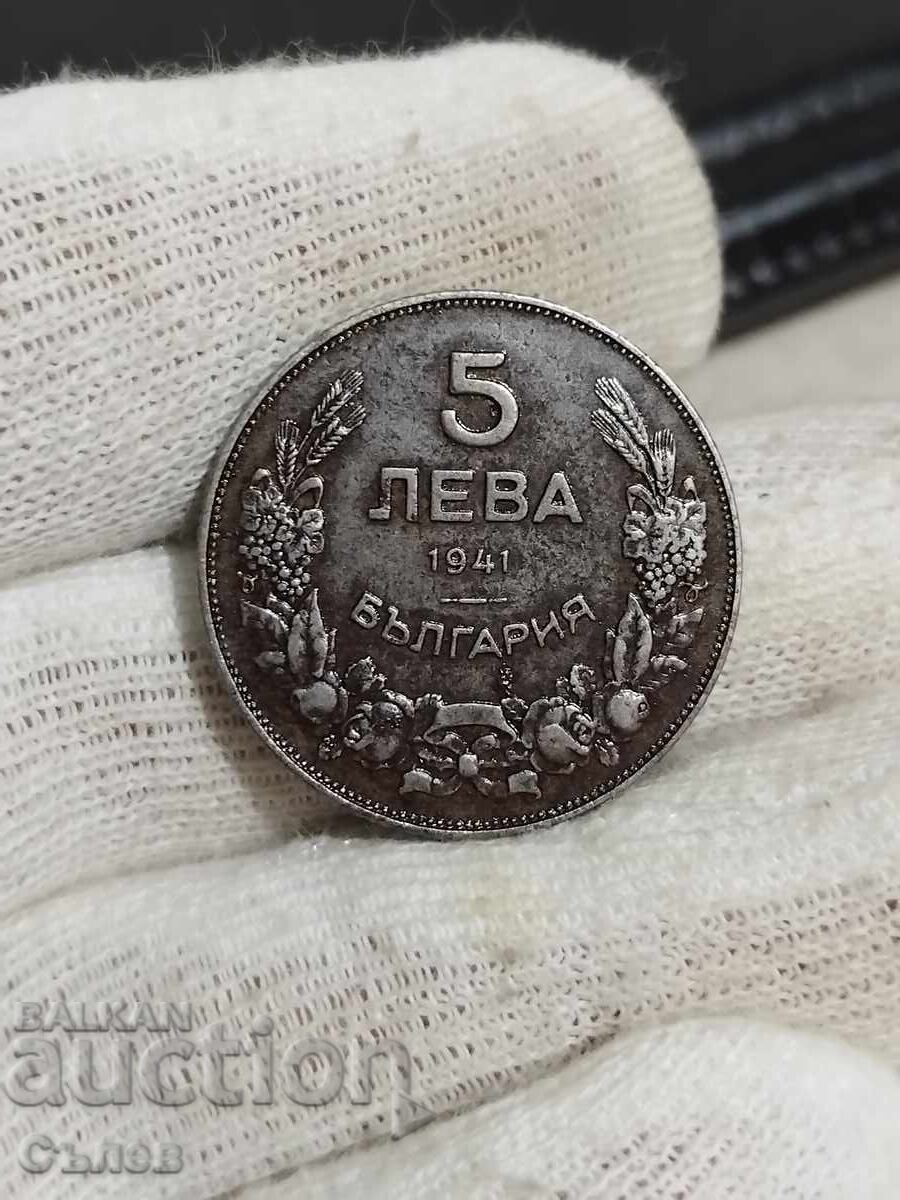 5
ЛЕВА
1941
БЪЛГАРИЯ
BALKAN
auction
Сълев